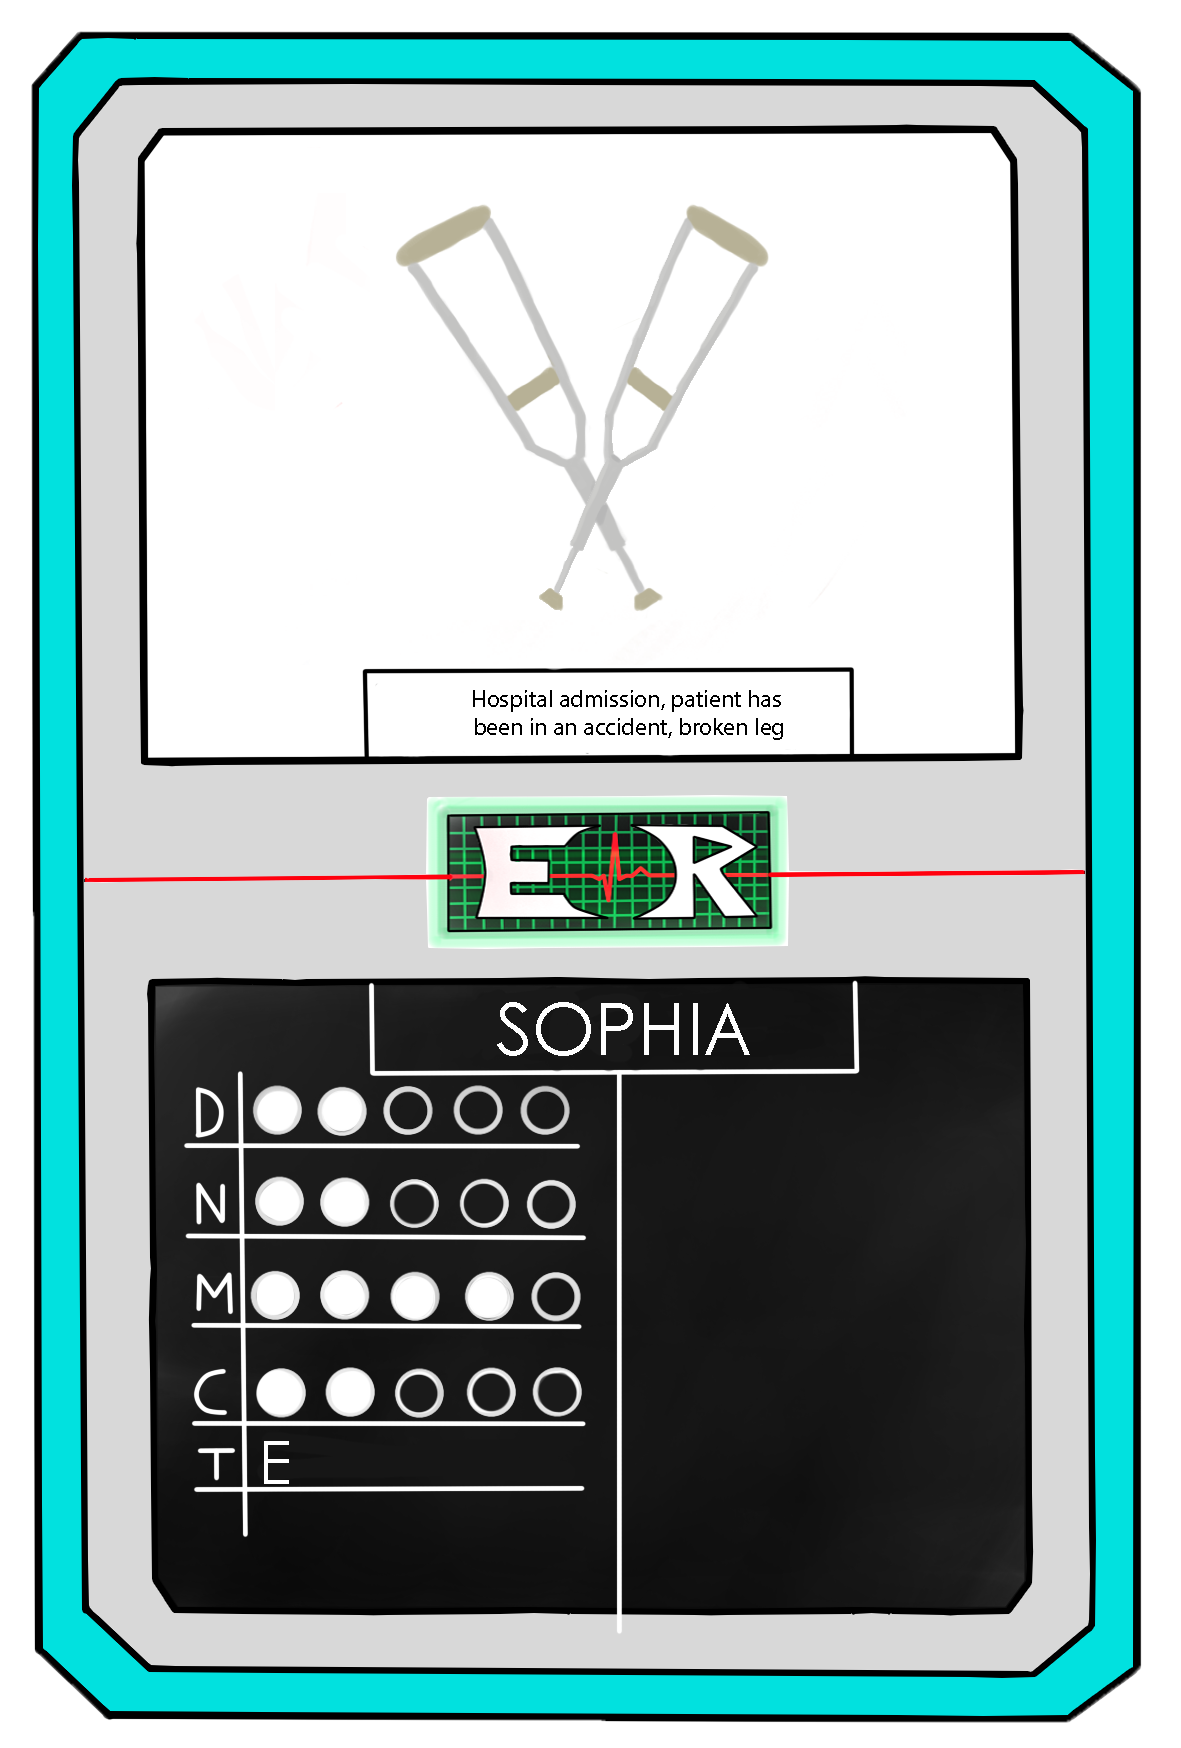 Hospital admission, patient has
been in an accident, broken leg
ER
SOPHIA
D
N
M
C
T E